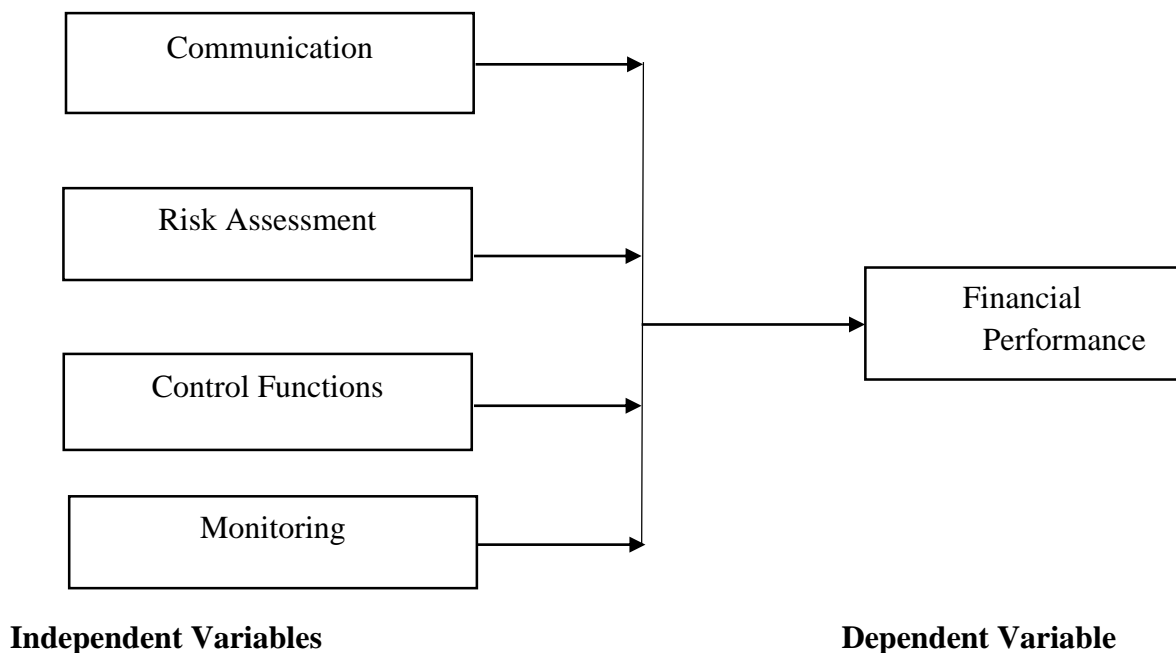 Communication
Risk Assessment
Control Functions
Monitoring
Financial
Performance
Independent Variables
Dependent Variable